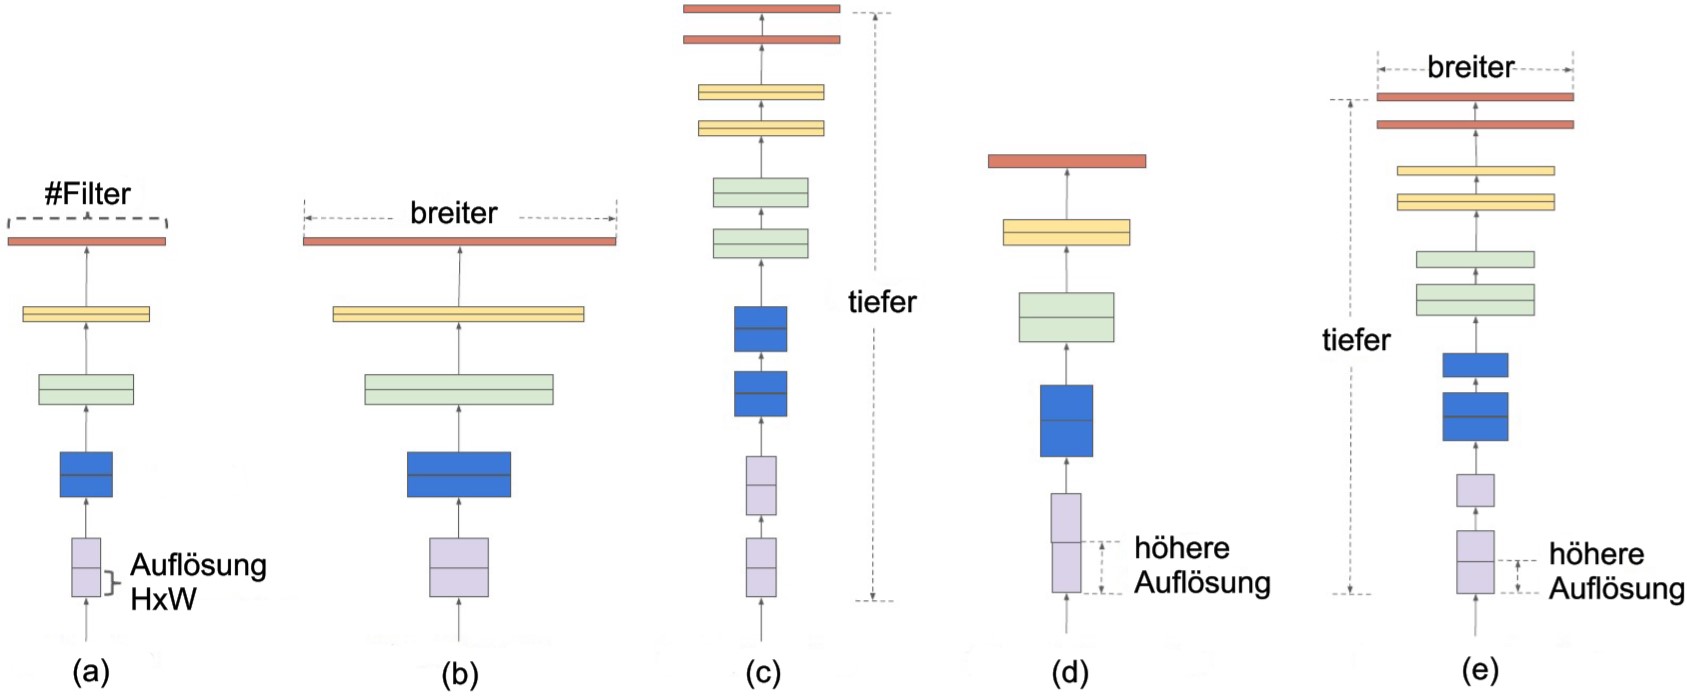 #Filter
Auflösung
HxW
(a)
breiter
(b)
tiefer
(c)
höhere
Auflösung
(d)
breiter
tiefer
höhere
Auflösung
(e)